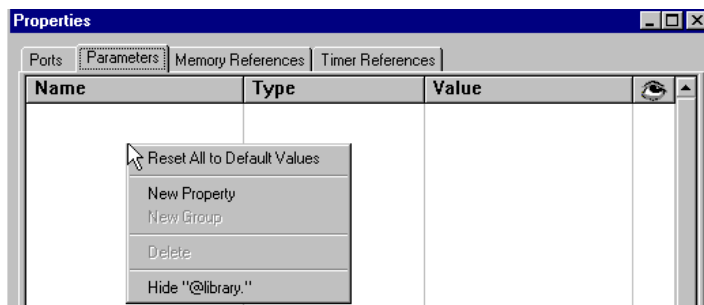 Properties
Ports Parameters Memory References Timer References
Name Type Value
Reset All to Default Values
New Property
New Group
Delete
Hide "@library."